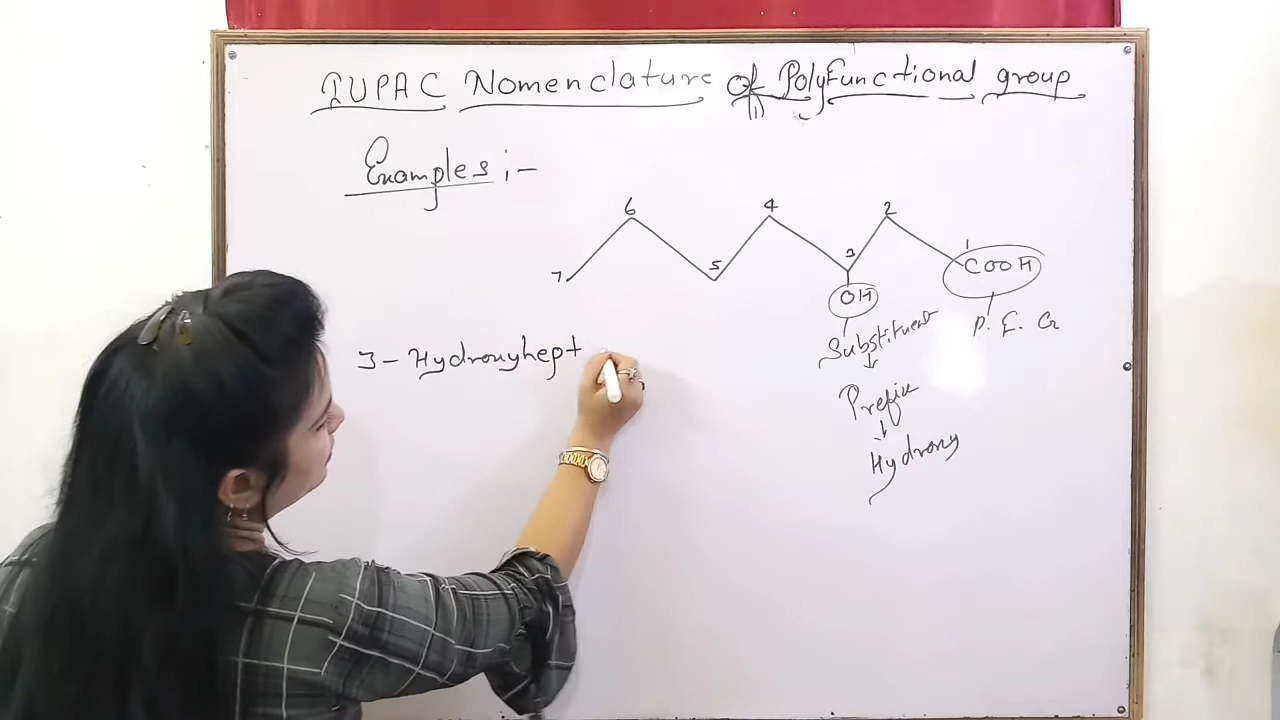 IUPAC Nomenclature of PolyFunctional group
Examples :-
6 4 2
7 5 3 1 COOH
OH
Substituent P. F. G
3 - Hydroxyhept
Prefix
Hydroxy